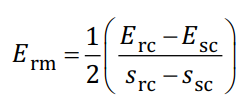 E_rm = 1/2 ( (E_rc − E_sc) / (s_rc − s_sc) )